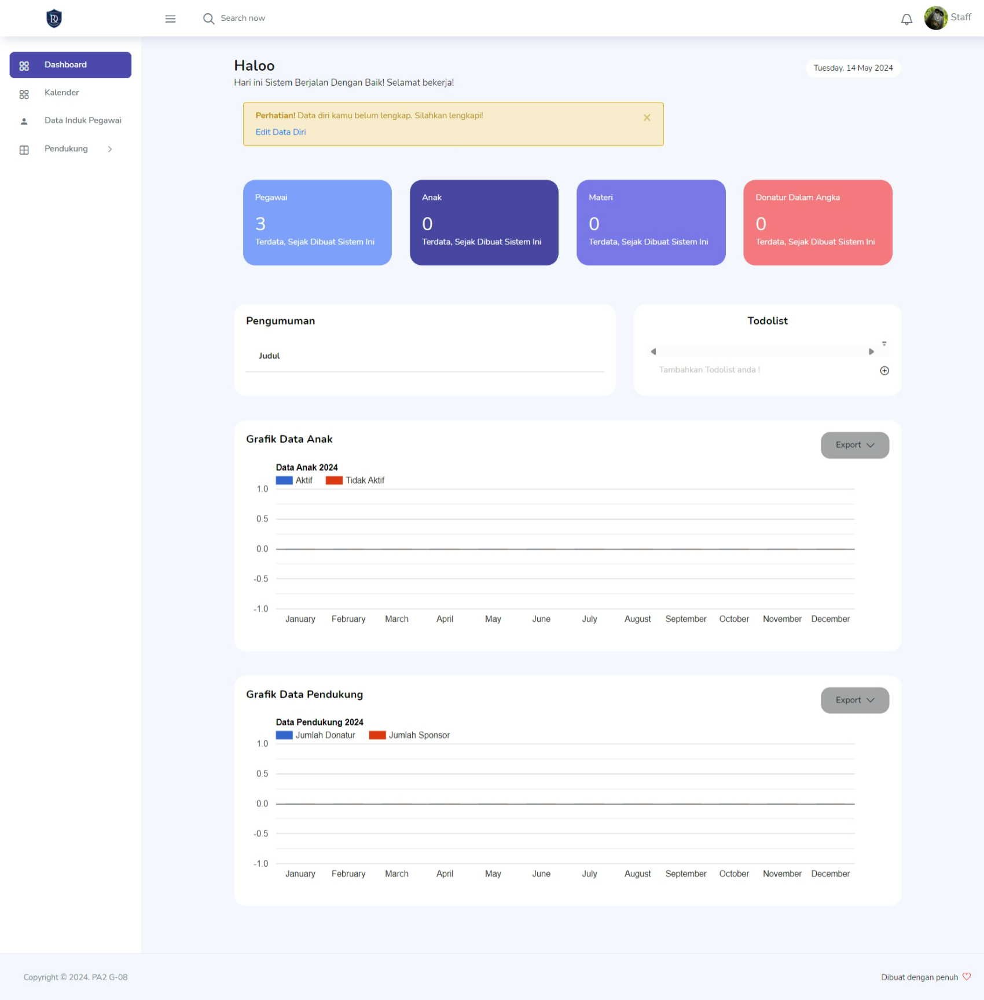 Search now
Staff
Dashboard
Kalender
Data Induk Pegawai
Pendukung
Haloo
Tuesday, 14 May 2024
Hari ini Sistem Berjalan Dengan Baik! Selamat bekerja!
Perhatian! Data diri kamu belum lengkap. Silahkan lengkapi!
Edit Data Diri
Pegawai
3
Terdata, Sejak Dibuat Sistem Ini
Anak
0
Terdata, Sejak Dibuat Sistem Ini
Materi
0
Terdata, Sejak Dibuat Sistem Ini
Donatur Dalam Angka
0
Terdata, Sejak Dibuat Sistem Ini
Pengumuman
Judul
Todolist
Tambahkan Todolist anda !
Grafik Data Anak
Export
Data Anak 2024
Aktif Tidak Aktif
1.0
0.5
0.0
-0.5
-1.0
January February March April May June July August September October November December
Grafik Data Pendukung
Export
Data Pendukung 2024
Jumlah Donatur Jumlah Sponsor
1.0
0.5
0.0
-0.5
-1.0
January February March April May June July August September October November December
Copyright © 2024. PA2 G-08
Dibuat dengan penuh